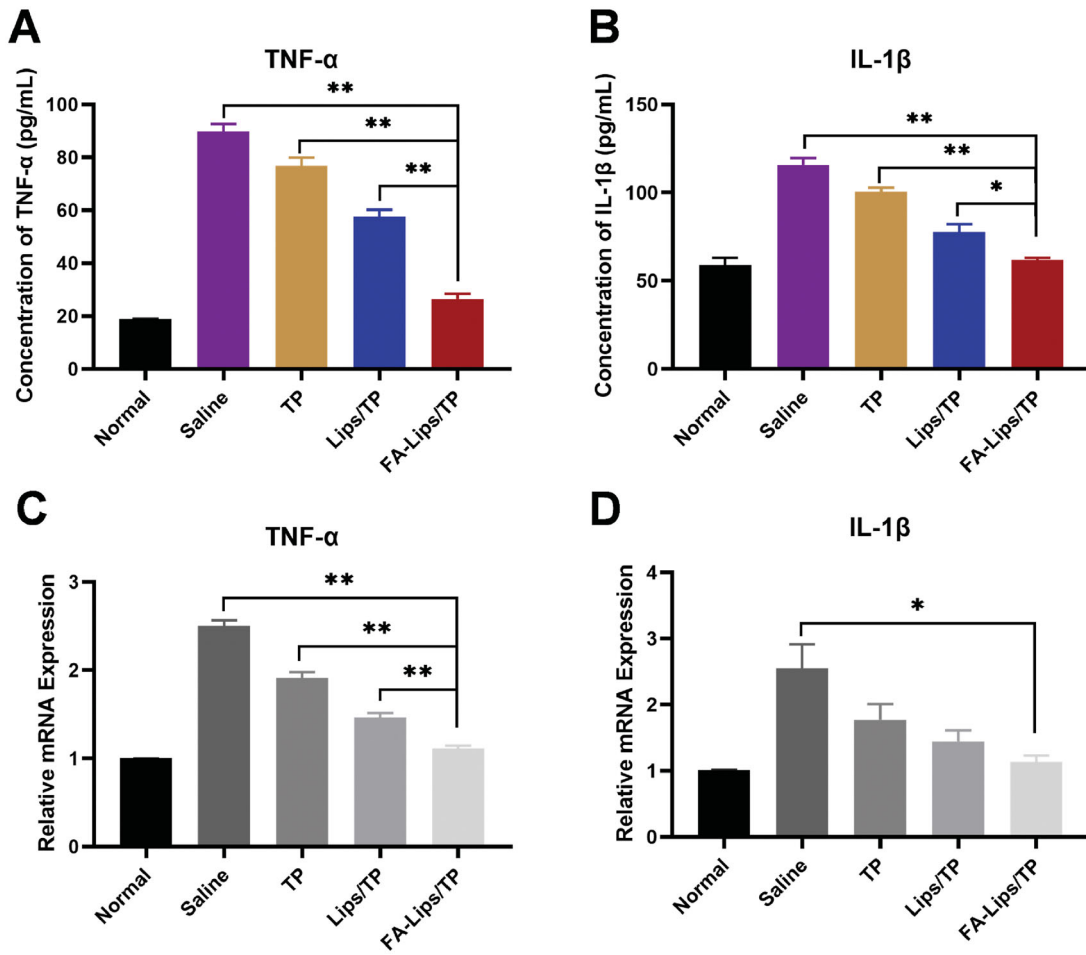 A
TNF-α
Concentration of TNF-α (pg/mL)
100
80
60
40
20
0
**
**
**
Normal
Saline
TP
Lips/TP
FA-Lips/TP
B
IL-1β
Concentration of IL-1β (pg/mL)
150
100
50
0
**
**
*
Normal
Saline
TP
Lips/TP
FA-Lips/TP
C
TNF-α
Relative mRNA Expression
3
2
1
0
**
**
**
Normal
Saline
TP
Lips/TP
FA-Lips/TP
D
IL-1β
Relative mRNA Expression
4
3
2
1
0
*
Normal
Saline
TP
Lips/TP
FA-Lips/TP